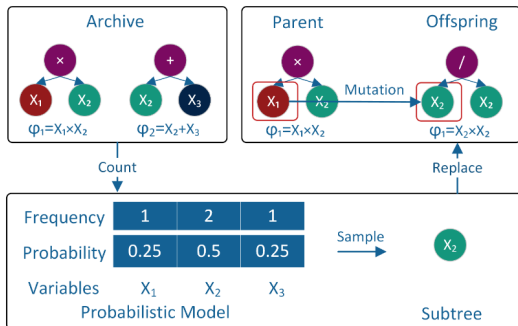 Archive
× +
X₁ X₂ X₂ X₃
φ₁=X₁×X₂ φ₂=X₂+X₃
Parent Offspring
× /
X₁ X₂ Mutation X₂ X₂
φ₁=X₁×X₂ φ₁=X₂×X₂
Count
Replace
Frequency 1 2 1
Probability 0.25 0.5 0.25
Variables X₁ X₂ X₃
Probabilistic Model
Sample
X₂
Subtree